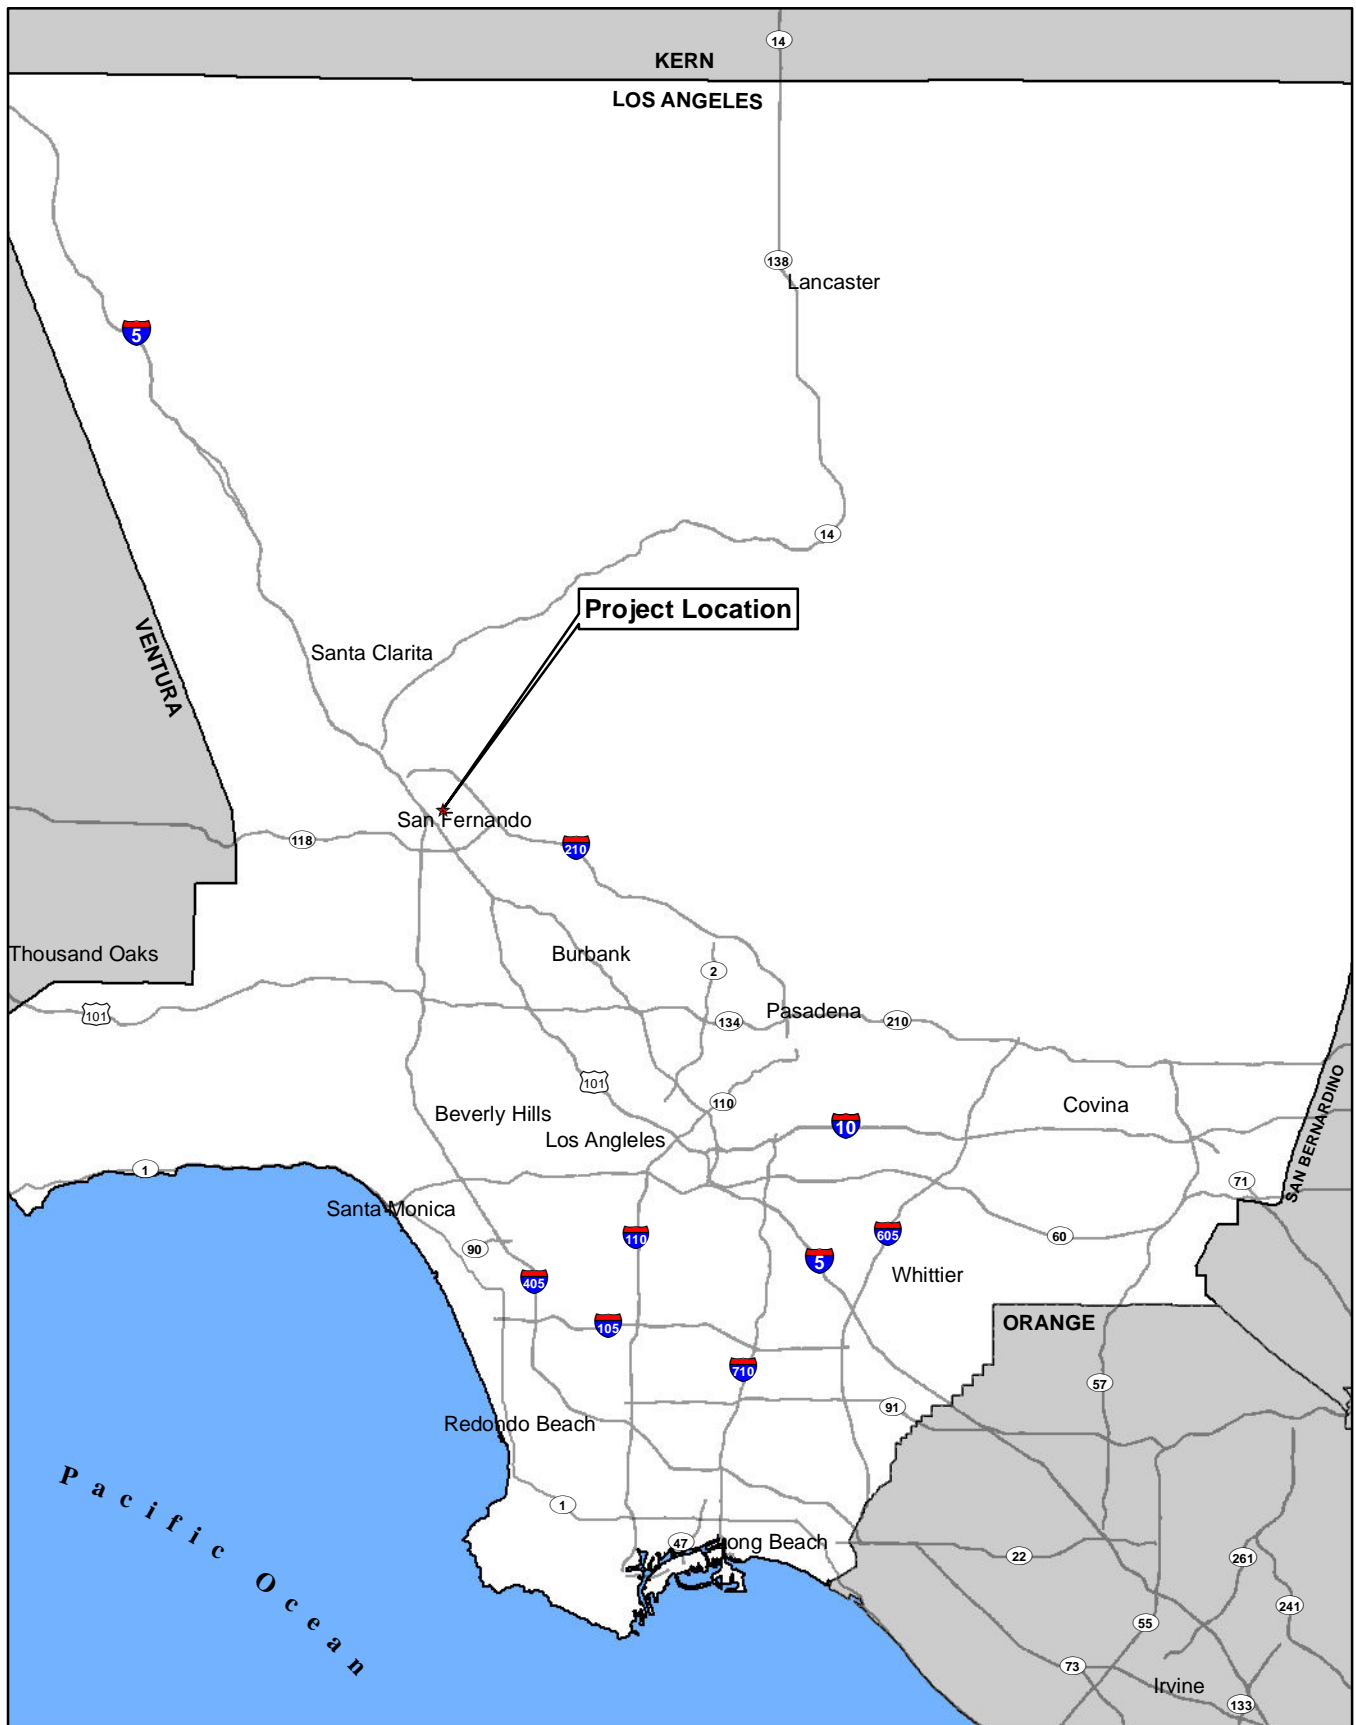 14
KERN
LOS ANGELES
138
Lancaster
5
14
Project Location
VENTURA
Santa Clarita
San Fernando
118
210
Thousand Oaks
Burbank
2
101
134
Pasadena
210
101
110
Beverly Hills
Los Angeles
10
Covina
SAN BERNARDINO
1
71
Santa Monica
90
110
605
60
5
405
Whittier
105
ORANGE
710
57
91
Redondo Beach
Pacific Ocean
1
47
Long Beach
22
261
241
55
73
Irvine
133